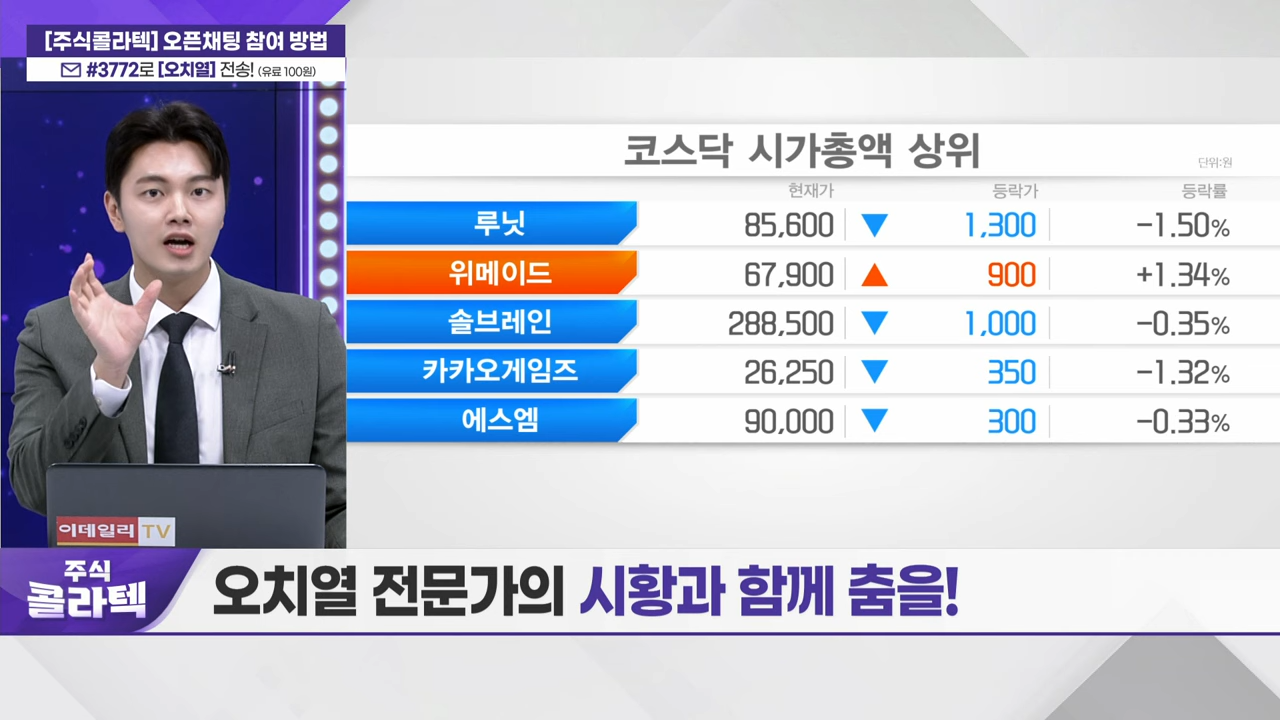 [주식콜라텍] 오픈채팅 참여 방법
#3772로 [오치열] 전송! (유료 100원)
코스닥 시가총액 상위
단위:원
현재가 등락가 등락률
루닛 85,600 ▼ 1,300 -1.50%
위메이드 67,900 ▲ 900 +1.34%
솔브레인 288,500 ▼ 1,000 -0.35%
카카오게임즈 26,250 ▼ 350 -1.32%
에스엠 90,000 ▼ 300 -0.33%
이데일리 TV
주식
콜라텍
오치열 전문가의 시황과 함께 춤을!